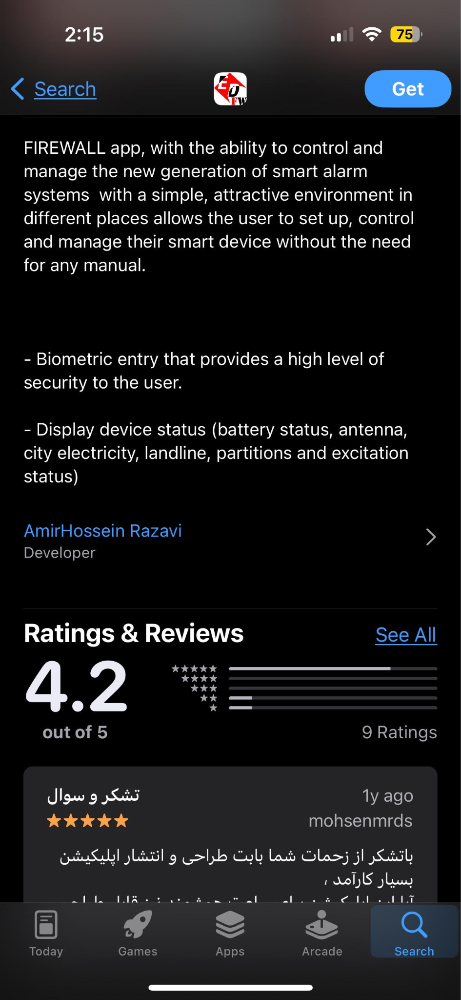 2:15
75
Search
ED
FW
Get
FIREWALL app, with the ability to control and
manage the new generation of smart alarm
systems  with a simple, attractive environment in
different places allows the user to set up, control
and manage their smart device without the need
for any manual.
- Biometric entry that provides a high level of
security to the user.
- Display device status (battery status, antenna,
city electricity, landline, partitions and excitation
status)
AmirHossein Razavi
Developer
Ratings & Reviews
See All
4.2
out of 5
9 Ratings
تشکر و سوال
1y ago
mohsenmrds
باتشکر از زحمات شما بابت طراحی و انتشار اپلیکیشن
بسیار کارآمد ،
Today
Games
Apps
Arcade
Search